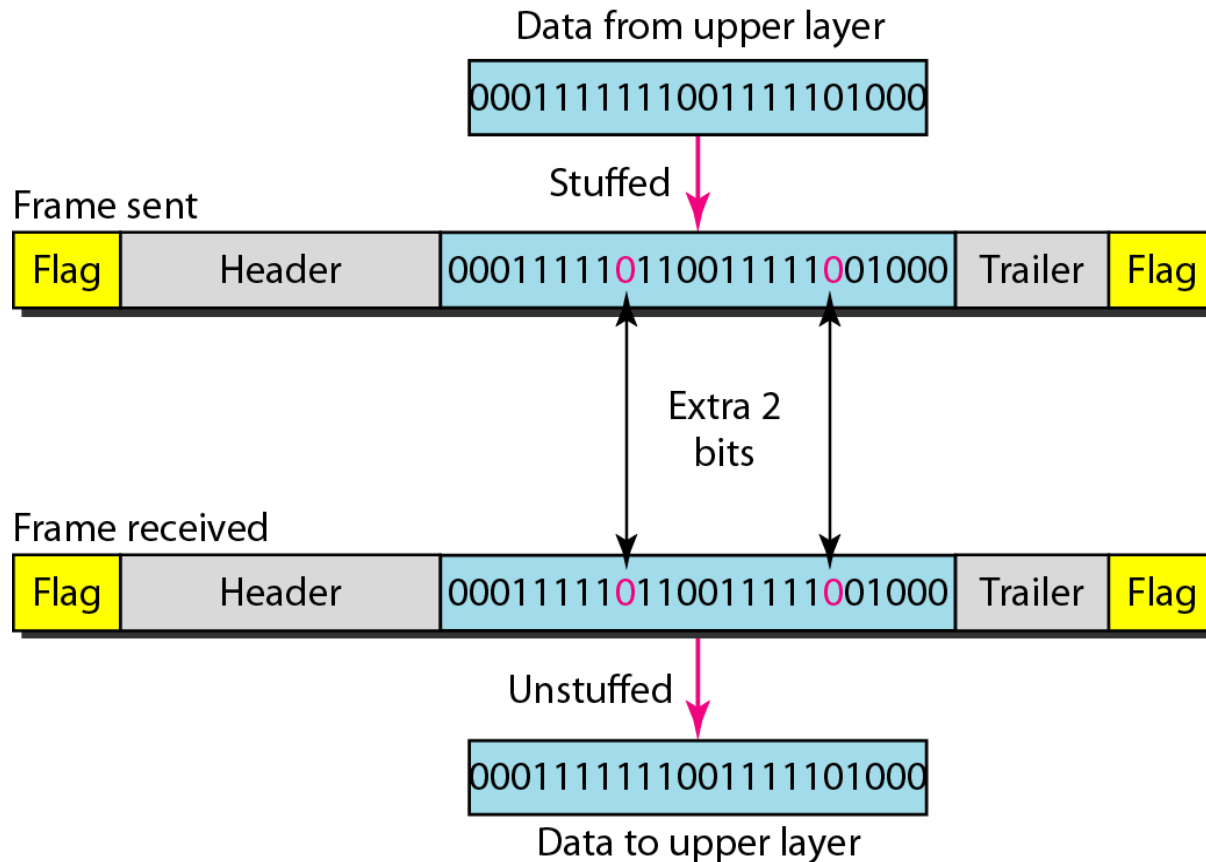 Data from upper layer
0001111111001111101000
Stuffed
Frame sent
Flag Header 000111110110011111001000 Trailer Flag
Extra 2
bits
Frame received
Flag Header 000111110110011111001000 Trailer Flag
Unstuffed
0001111111001111101000
Data to upper layer